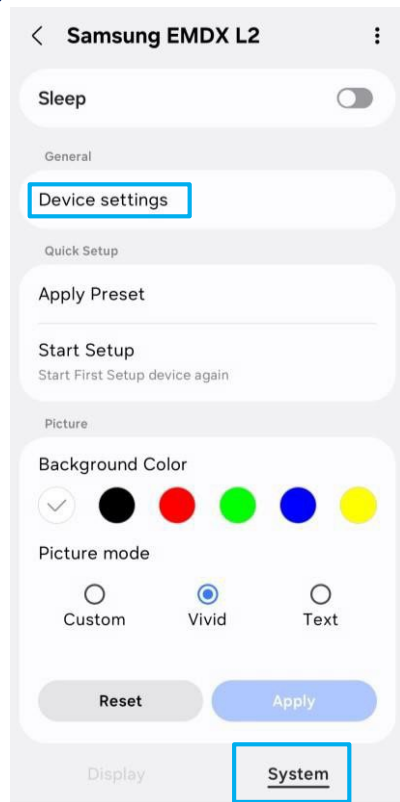 Samsung EMDX L2
Sleep
General
Device settings
Quick Setup
Apply Preset
Start Setup
Start First Setup device again
Picture
Background Color
Picture mode
Custom Vivid Text
Reset Apply
Display System